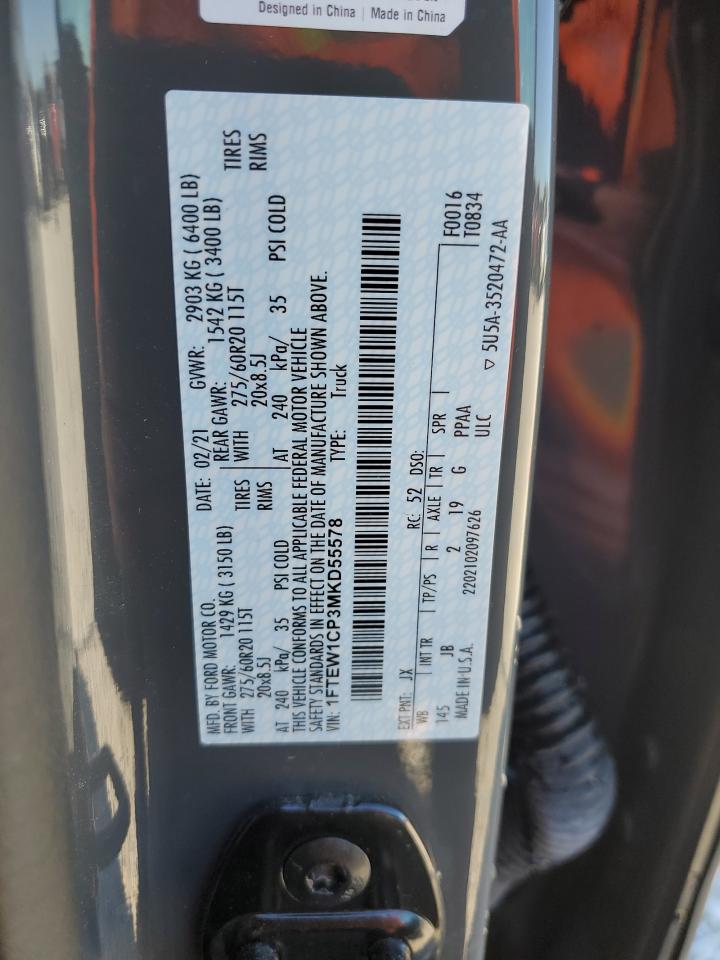 Designed in China | Made in China
MFD. BY FORD MOTOR CO. DATE: 02/21 GVWR: 2903 KG ( 6400 LB)
FRONT GAWR: 1429 KG ( 3150 LB) REAR GAWR: 1542 KG ( 3400 LB)
WITH 275/60R20 115T TIRES WITH 275/60R20 115T TIRES
20x8.5J RIMS 20x8.5J RIMS
AT 240 kPa/ 35 PSI COLD AT 240 kPa/ 35 PSI COLD
THIS VEHICLE CONFORMS TO ALL APPLICABLE FEDERAL MOTOR VEHICLE
SAFETY STANDARDS IN EFFECT ON THE DATE OF MANUFACTURE SHOWN ABOVE.
VIN: 1FTEW1CP3MKD55578 TYPE: Truck
EXT PNT: JX RC: 52 DSO: F0016
WB INT TR TP/PS R AXLE TR SPR T0834
145 JB 2 19 G PPAA
MADE IN U.S.A. 2202102097626 ULC
▽ 5U5A-3520472-AA